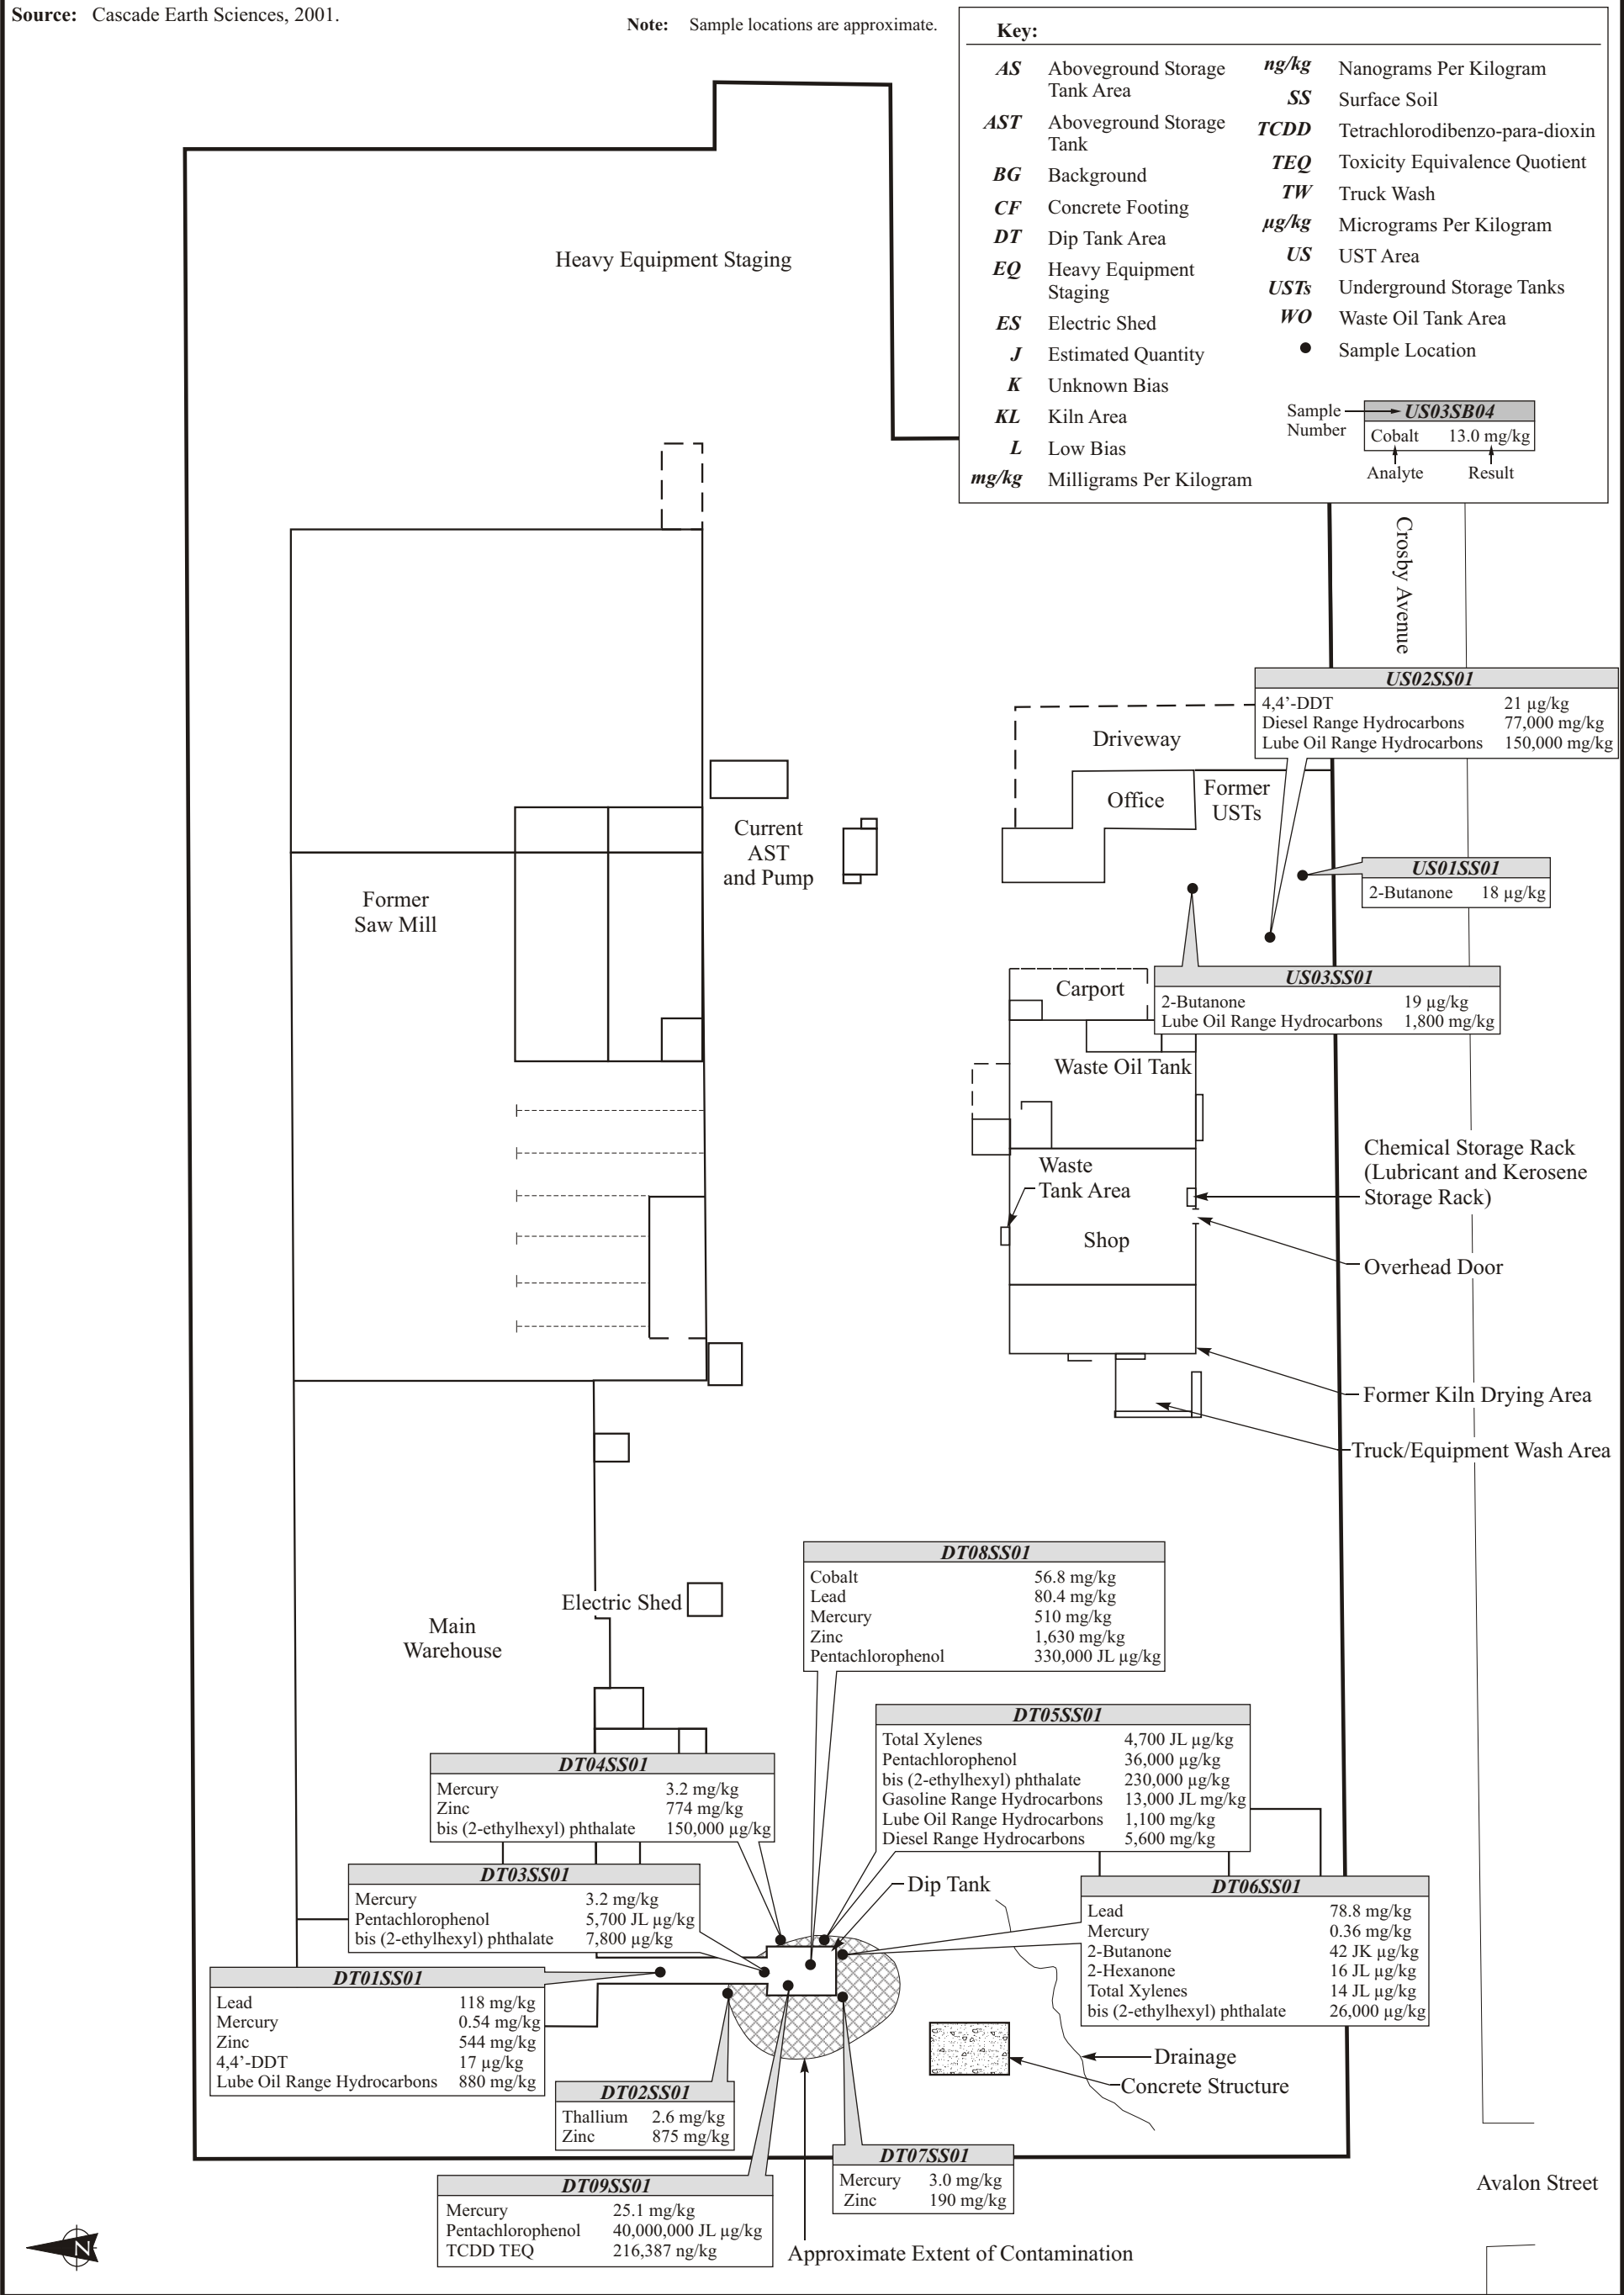 Source: Cascade Earth Sciences, 2001.
Note: Sample locations are approximate.
Key:
AS Aboveground Storage
Tank Area
AST Aboveground Storage
Tank
BG Background
CF Concrete Footing
DT Dip Tank Area
EQ Heavy Equipment
Staging
ES Electric Shed
J Estimated Quantity
K Unknown Bias
KL Kiln Area
L Low Bias
mg/kg Milligrams Per Kilogram
ng/kg Nanograms Per Kilogram
SS Surface Soil
TCDD Tetrachlorodibenzo-para-dioxin
TEQ Toxicity Equivalence Quotient
TW Truck Wash
µg/kg Micrograms Per Kilogram
US UST Area
USTs Underground Storage Tanks
WO Waste Oil Tank Area
Sample Location
Sample
Number
US03SB04
Cobalt 13.0 mg/kg
Analyte Result
Heavy Equipment Staging
Crosby Avenue
US02SS01
4,4’-DDT 21 µg/kg
Diesel Range Hydrocarbons 77,000 mg/kg
Lube Oil Range Hydrocarbons 150,000 mg/kg
Driveway
Office
Former
USTs
Current
AST
and Pump
US01SS01
2-Butanone 18 µg/kg
Former
Saw Mill
US03SS01
2-Butanone 19 µg/kg
Lube Oil Range Hydrocarbons 1,800 mg/kg
Carport
Waste Oil Tank
Waste
Tank Area
Shop
Chemical Storage Rack
(Lubricant and Kerosene
Storage Rack)
Overhead Door
Former Kiln Drying Area
Truck/Equipment Wash Area
Electric Shed
Main
Warehouse
DT08SS01
Cobalt 56.8 mg/kg
Lead 80.4 mg/kg
Mercury 510 mg/kg
Zinc 1,630 mg/kg
Pentachlorophenol 330,000 JL µg/kg
DT05SS01
Total Xylenes 4,700 JL µg/kg
Pentachlorophenol 36,000 µg/kg
bis (2-ethylhexyl) phthalate 230,000 µg/kg
Gasoline Range Hydrocarbons 13,000 JL mg/kg
Lube Oil Range Hydrocarbons 1,100 mg/kg
Diesel Range Hydrocarbons 5,600 mg/kg
DT04SS01
Mercury 3.2 mg/kg
Zinc 774 mg/kg
bis (2-ethylhexyl) phthalate 150,000 µg/kg
DT03SS01
Mercury 3.2 mg/kg
Pentachlorophenol 5,700 JL µg/kg
bis (2-ethylhexyl) phthalate 7,800 µg/kg
Dip Tank
DT06SS01
Lead 78.8 mg/kg
Mercury 0.36 mg/kg
2-Butanone 42 JK µg/kg
2-Hexanone 16 JL µg/kg
Total Xylenes 14 JL µg/kg
bis (2-ethylhexyl) phthalate 26,000 µg/kg
DT01SS01
Lead 118 mg/kg
Mercury 0.54 mg/kg
Zinc 544 mg/kg
4,4’-DDT 17 µg/kg
Lube Oil Range Hydrocarbons 880 mg/kg
Drainage
Concrete Structure
DT02SS01
Thallium 2.6 mg/kg
Zinc 875 mg/kg
DT07SS01
Mercury 3.0 mg/kg
Zinc 190 mg/kg
DT09SS01
Mercury 25.1 mg/kg
Pentachlorophenol 40,000,000 JL µg/kg
TCDD TEQ 216,387 ng/kg
Avalon Street
Approximate Extent of Contamination
N